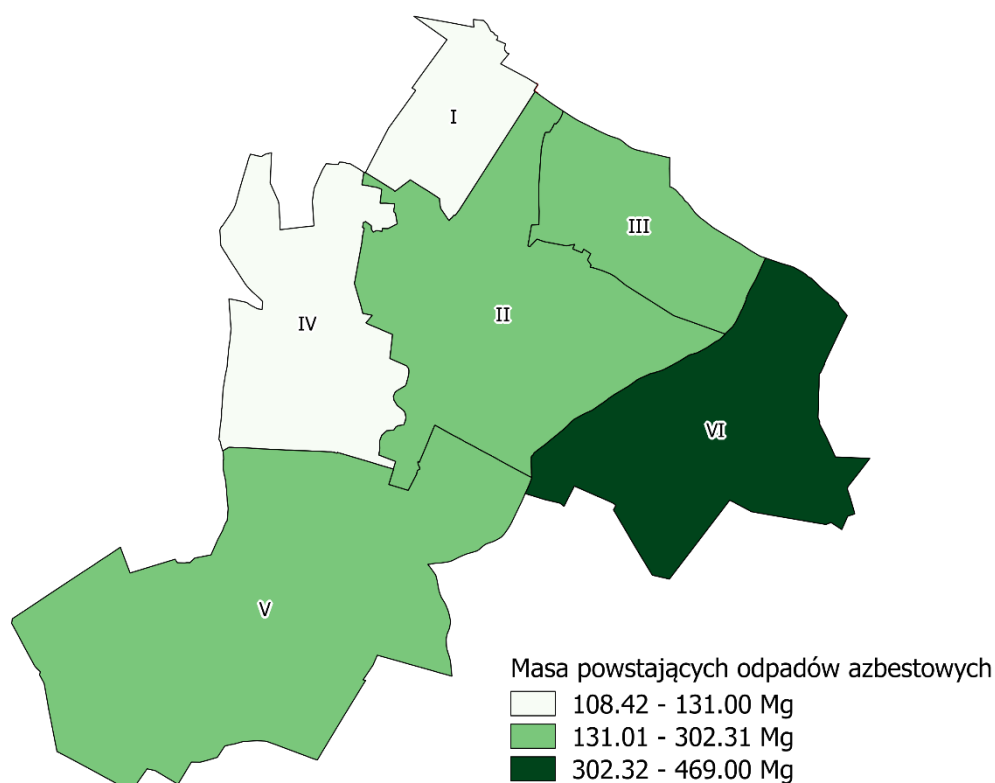 I
III
II
IV
VI
V
Masa powstających odpadów azbestowych
108.42 - 131.00 Mg
131.01 - 302.31 Mg
302.32 - 469.00 Mg